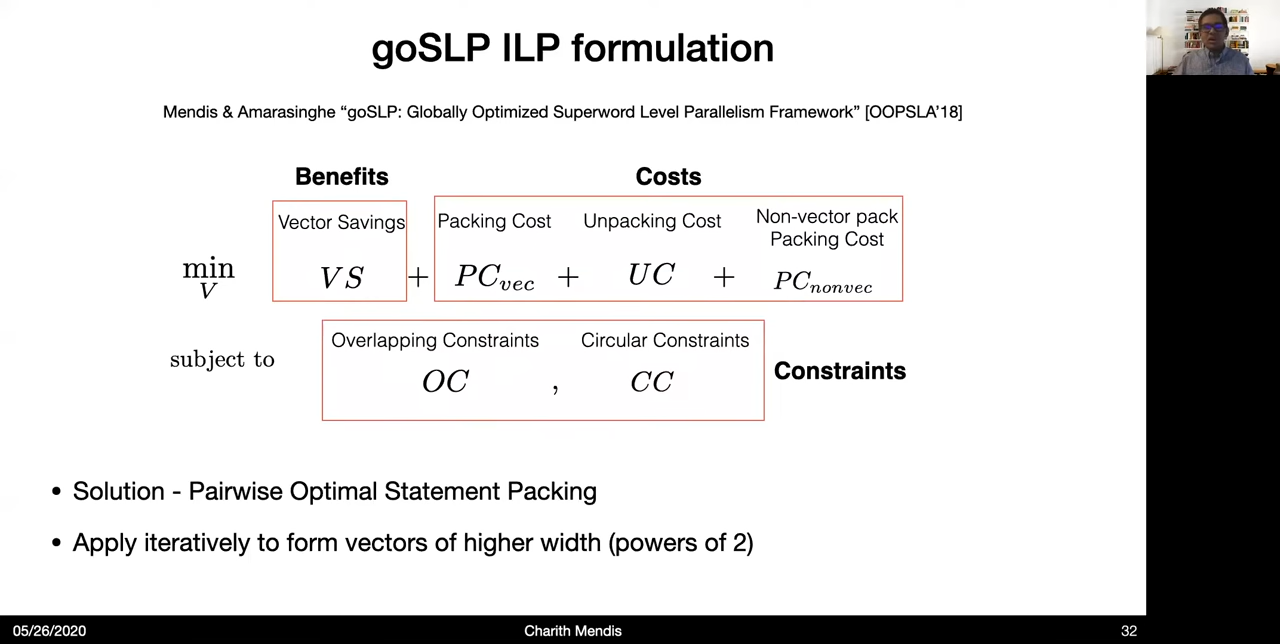 goSLP ILP formulation
Mendis & Amarasinghe “goSLP: Globally Optimized Superword Level Parallelism Framework” [OOPSLA’18]
Benefits Costs
Vector Savings Packing Cost Unpacking Cost Non-vector pack
Packing Cost
min VS + PCvec + UC + PCnonvec
V
subject to
Overlapping Constraints Circular Constraints
OC , CC
Constraints
• Solution - Pairwise Optimal Statement Packing
• Apply iteratively to form vectors of higher width (powers of 2)
05/26/2020 Charith Mendis 32